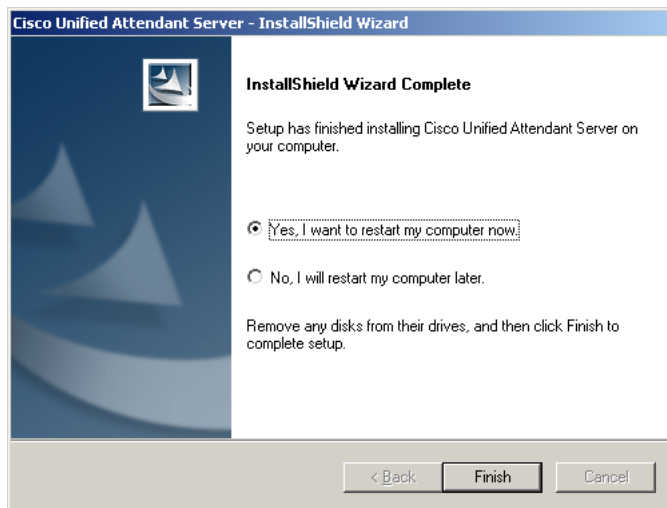 Cisco Unified Attendant Server - InstallShield Wizard
InstallShield Wizard Complete
Setup has finished installing Cisco Unified Attendant Server on
your computer.
Yes, I want to restart my computer now.
No, I will restart my computer later.
Remove any disks from their drives, and then click Finish to
complete setup.
< Back
Finish
Cancel